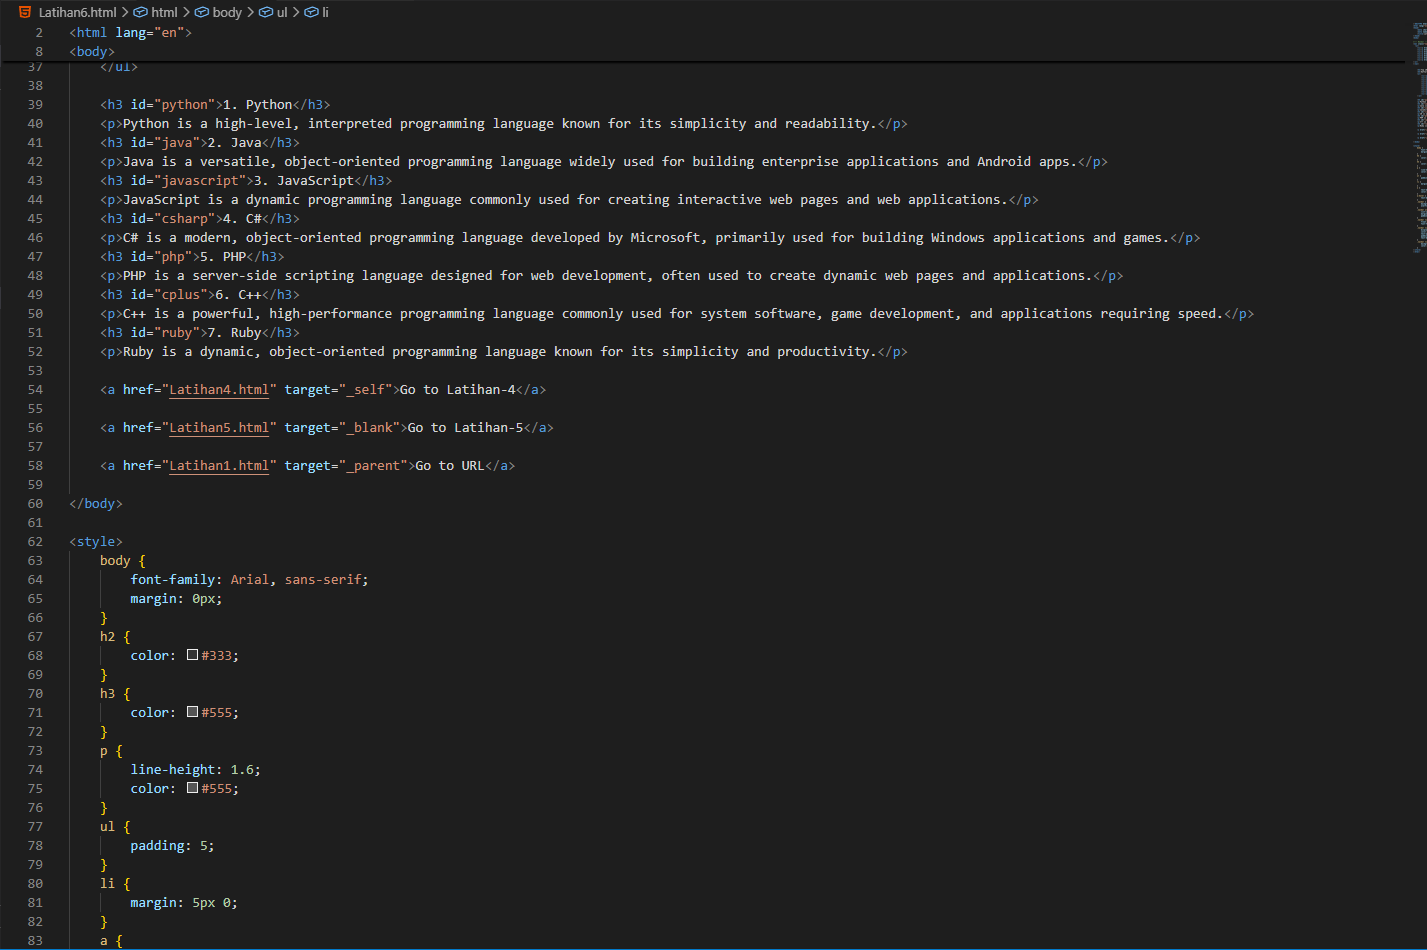 Latihan6.html > html > body > ul > li
2 <html lang="en">
8 <body>
37 </ul>
38
39 <h3 id="python">1. Python</h3>
40 <p>Python is a high-level, interpreted programming language known for its simplicity and readability.</p>
41 <h3 id="java">2. Java</h3>
42 <p>Java is a versatile, object-oriented programming language widely used for building enterprise applications and Android apps.</p>
43 <h3 id="javascript">3. JavaScript</h3>
44 <p>JavaScript is a dynamic programming language commonly used for creating interactive web pages and web applications.</p>
45 <h3 id="csharp">4. C#</h3>
46 <p>C# is a modern, object-oriented programming language developed by Microsoft, primarily used for building Windows applications and games.</p>
47 <h3 id="php">5. PHP</h3>
48 <p>PHP is a server-side scripting language designed for web development, often used to create dynamic web pages and applications.</p>
49 <h3 id="cplus">6. C++</h3>
50 <p>C++ is a powerful, high-performance programming language commonly used for system software, game development, and applications requiring speed.</p>
51 <h3 id="ruby">7. Ruby</h3>
52 <p>Ruby is a dynamic, object-oriented programming language known for its simplicity and productivity.</p>
53
54 <a href="Latihan4.html" target="_self">Go to Latihan-4</a>
55
56 <a href="Latihan5.html" target="_blank">Go to Latihan-5</a>
57
58 <a href="Latihan1.html" target="_parent">Go to URL</a>
59
60 </body>
61
62 <style>
63 body {
64 font-family: Arial, sans-serif;
65 margin: 0px;
66 }
67 h2 {
68 color: #333;
69 }
70 h3 {
71 color: #555;
72 }
73 p {
74 line-height: 1.6;
75 color: #555;
76 }
77 ul {
78 padding: 5;
79 }
80 li {
81 margin: 5px 0;
82 }
83 a {